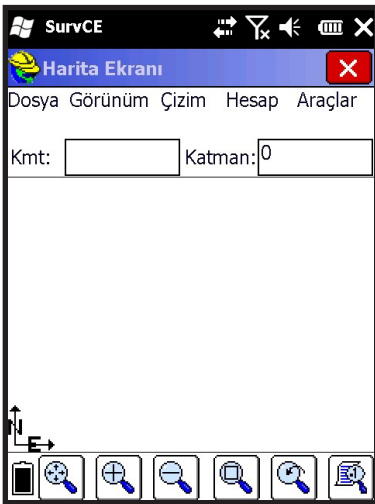 SurvCE
Harita Ekranı
Dosya Görünüm Çizim Hesap Araçlar
Kmt: Katman: 0
N
E